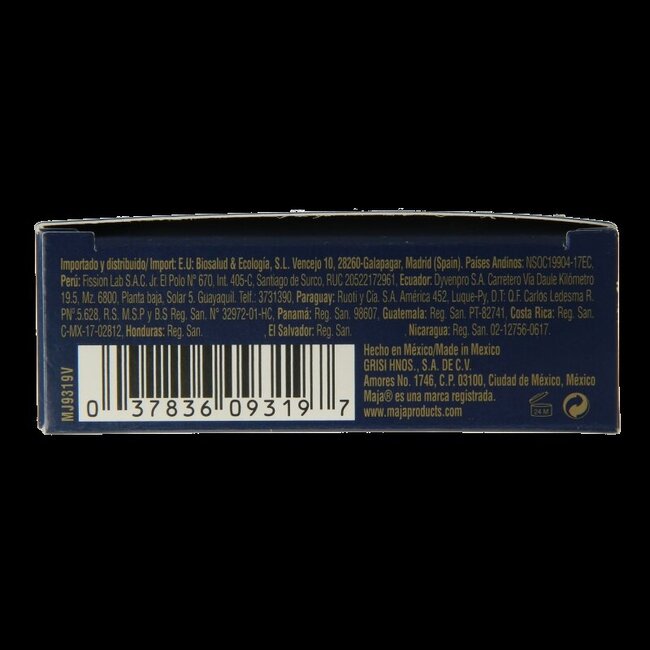 Importado y distribuido/ Import: E.U: Biosalud & Ecología, S.L. Vencejo 10, 28260-Galapagar, Madrid (Spain). Países Andinos: NSOC19904-17EC,
Perú: Fission Lab S.A.C. Jr. El Polo N° 670, Int. 405-C, Santiago de Surco, RUC 20522172961. Ecuador: Dyvenpro S.A. Carretero Vía Daule Kilómetro
19.5, Mz. 6800, Planta baja, Solar 5. Guayaquil. Telf.: 3731390, Paraguay: Ruoti y Cía. S.A. América 452, Luque-Py, D.T: Q.F. Carlos Ledesma R.
PN°.5.628, R.S. M.S.P y B.S Reg. San. N° 32972-01-HC, Panamá: Reg. San. 98607, Guatemala: Reg. San. PT-82741, Costa Rica: Reg. San.
C-MX-17-02812, Honduras: Reg. San. , El Salvador: Reg. San. , Nicaragua: Reg. San. 02-12756-0617.
MJ9319V
0 37836 09319 7
Hecho en México/Made in Mexico
GRISI HNOS., S.A. DE C.V.
Amores No. 1746, C.P. 03100, Ciudad de México, México
Maja® es una marca registrada.
www.majaproducts.com
24 M